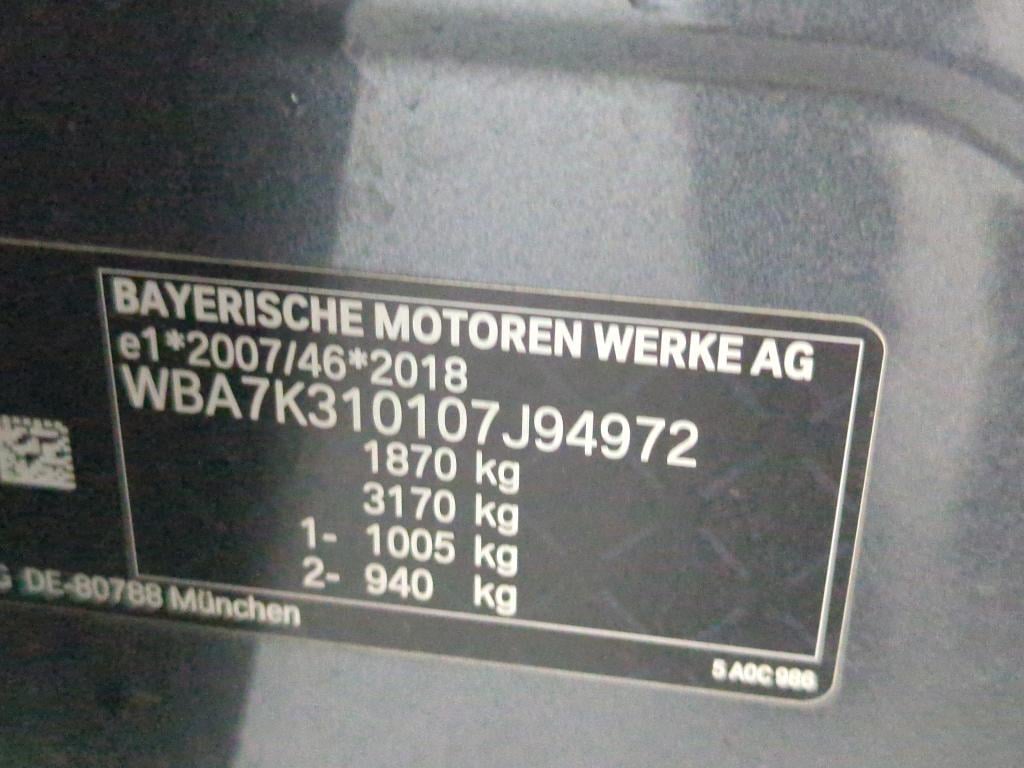 BAYERISCHE MOTOREN WERKE AG
e1*2007/46*2018
WBA7K310107J94972
1870 kg
3170 kg
1- 1005 kg
2- 940 kg
G DE-80788 München
5 A0C 986